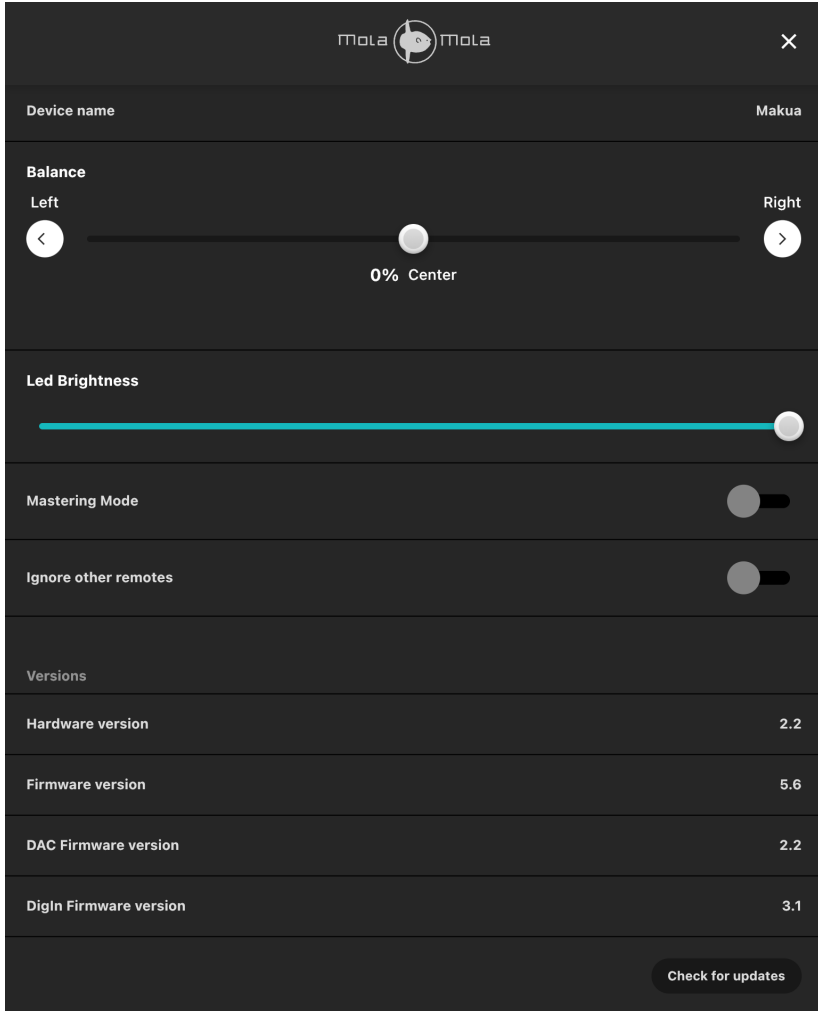 mola mola
Device name Makua
Balance
Left Right
0% Center
Led Brightness
Mastering Mode
Ignore other remotes
Versions
Hardware version 2.2
Firmware version 5.6
DAC Firmware version 2.2
DigIn Firmware version 3.1
Check for updates